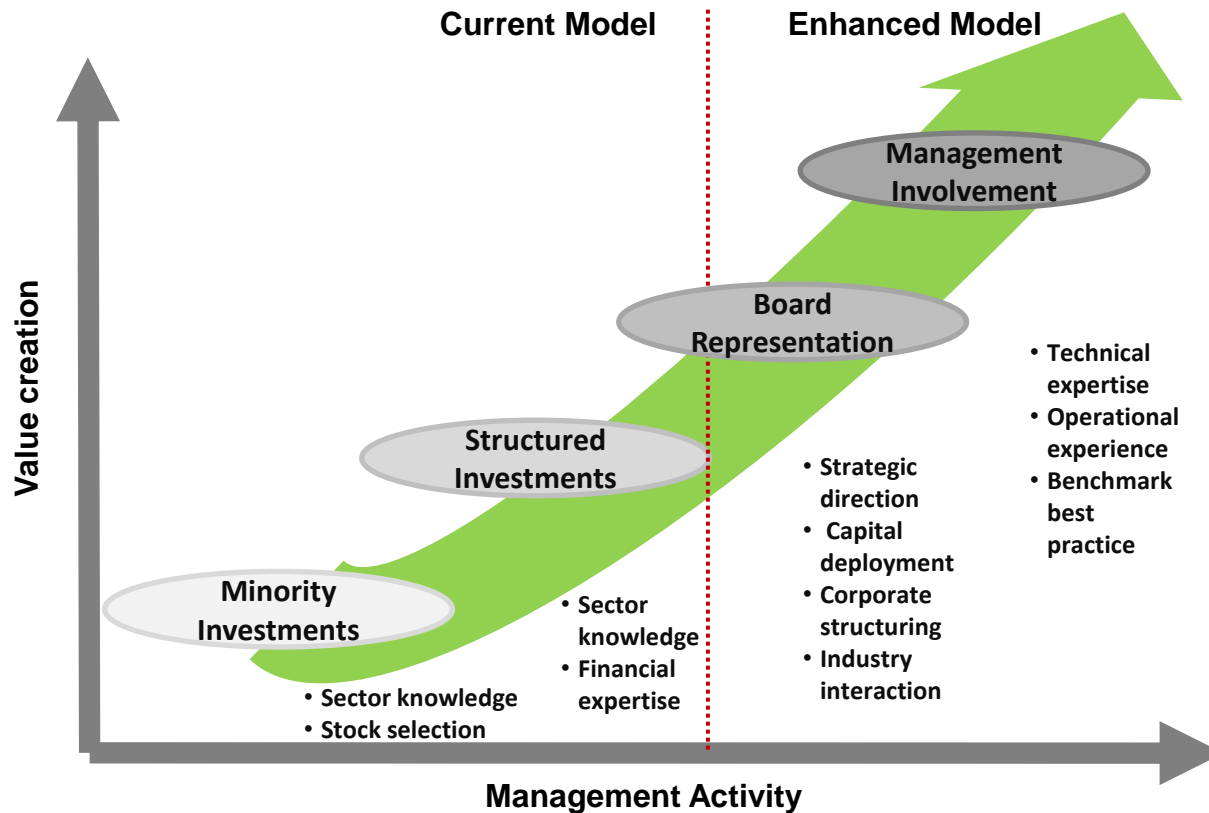 Current Model
Enhanced Model
Value creation
Management
Involvement
Board
Representation
Structured
Investments
Minority
Investments
• Sector knowledge
• Stock selection
• Sector
knowledge
• Financial
expertise
• Strategic
direction
• Capital
deployment
• Corporate
structuring
• Industry
interaction
• Technical
expertise
• Operational
experience
• Benchmark
best
practice
Management Activity